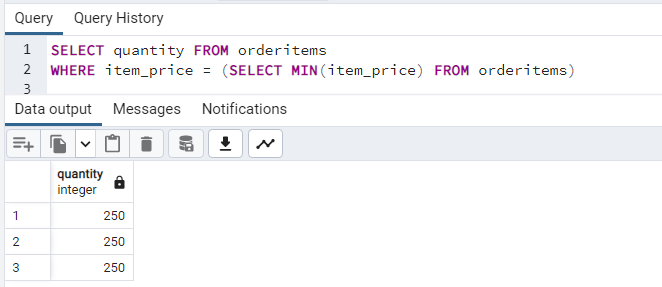 Query Query History
1 SELECT quantity FROM orderitems
2 WHERE item_price = (SELECT MIN(item_price) FROM orderitems)
3
Data output Messages Notifications
quantity
integer
1 250
2 250
3 250